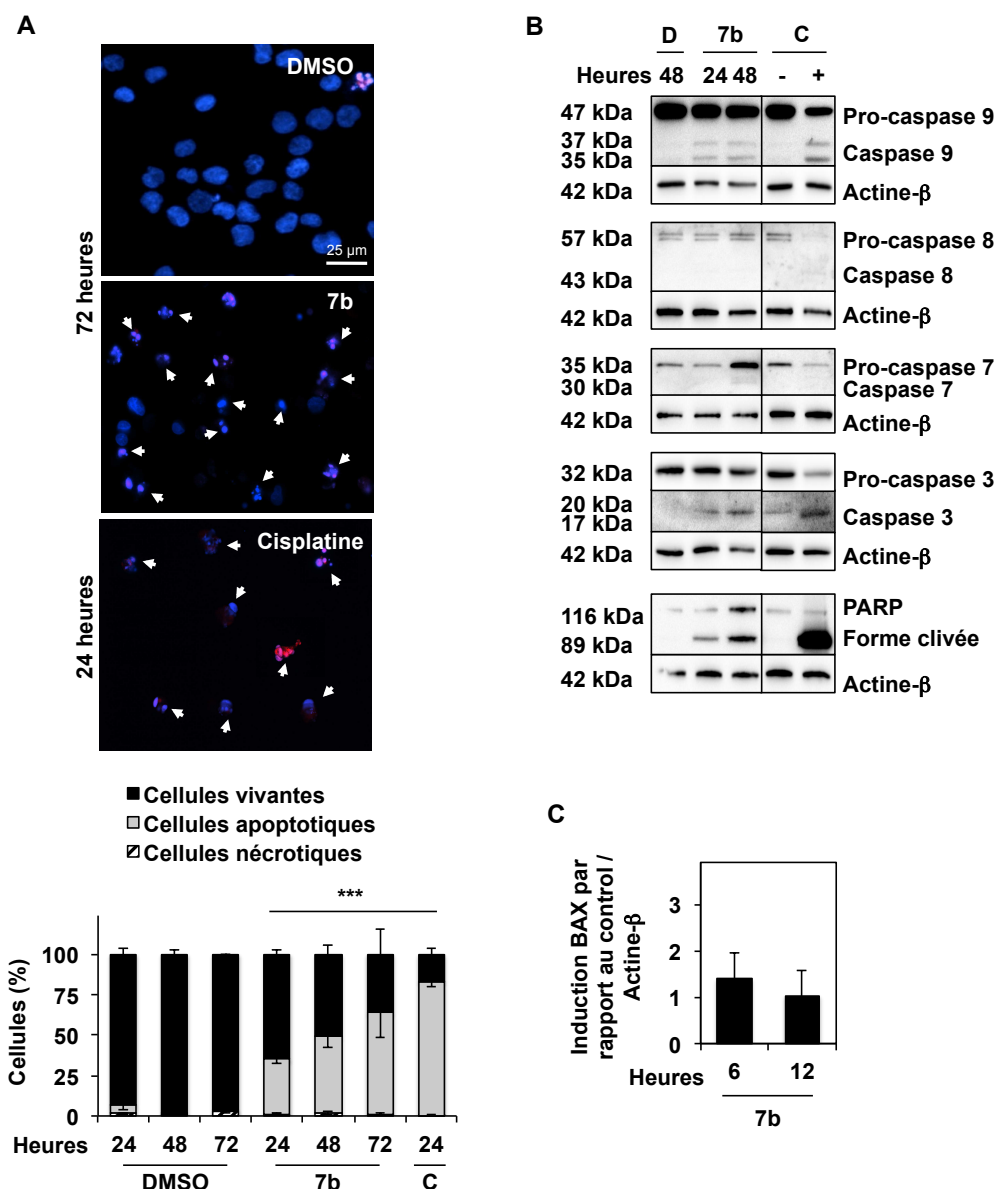 A
DMSO
25 µm
7b
72 heures
Cisplatine
24 heures
Cellules vivantes
Cellules apoptotiques
Cellules nécrotiques
***
Cellules (%)
100
75
50
25
0
Heures 24 48 72 24 48 72 24
DMSO 7b C
B
D 7b C
Heures 48 24 48 - +
47 kDa Pro-caspase 9
37 kDa
35 kDa Caspase 9
42 kDa Actine-β
57 kDa Pro-caspase 8
43 kDa Caspase 8
42 kDa Actine-β
35 kDa Pro-caspase 7
30 kDa Caspase 7
42 kDa Actine-β
32 kDa Pro-caspase 3
20 kDa
17 kDa Caspase 3
42 kDa Actine-β
116 kDa PARP
89 kDa Forme clivée
42 kDa Actine-β
C
Induction BAX par
rapport au control /
Actine-β
3
2
1
0
Heures 6 12
7b